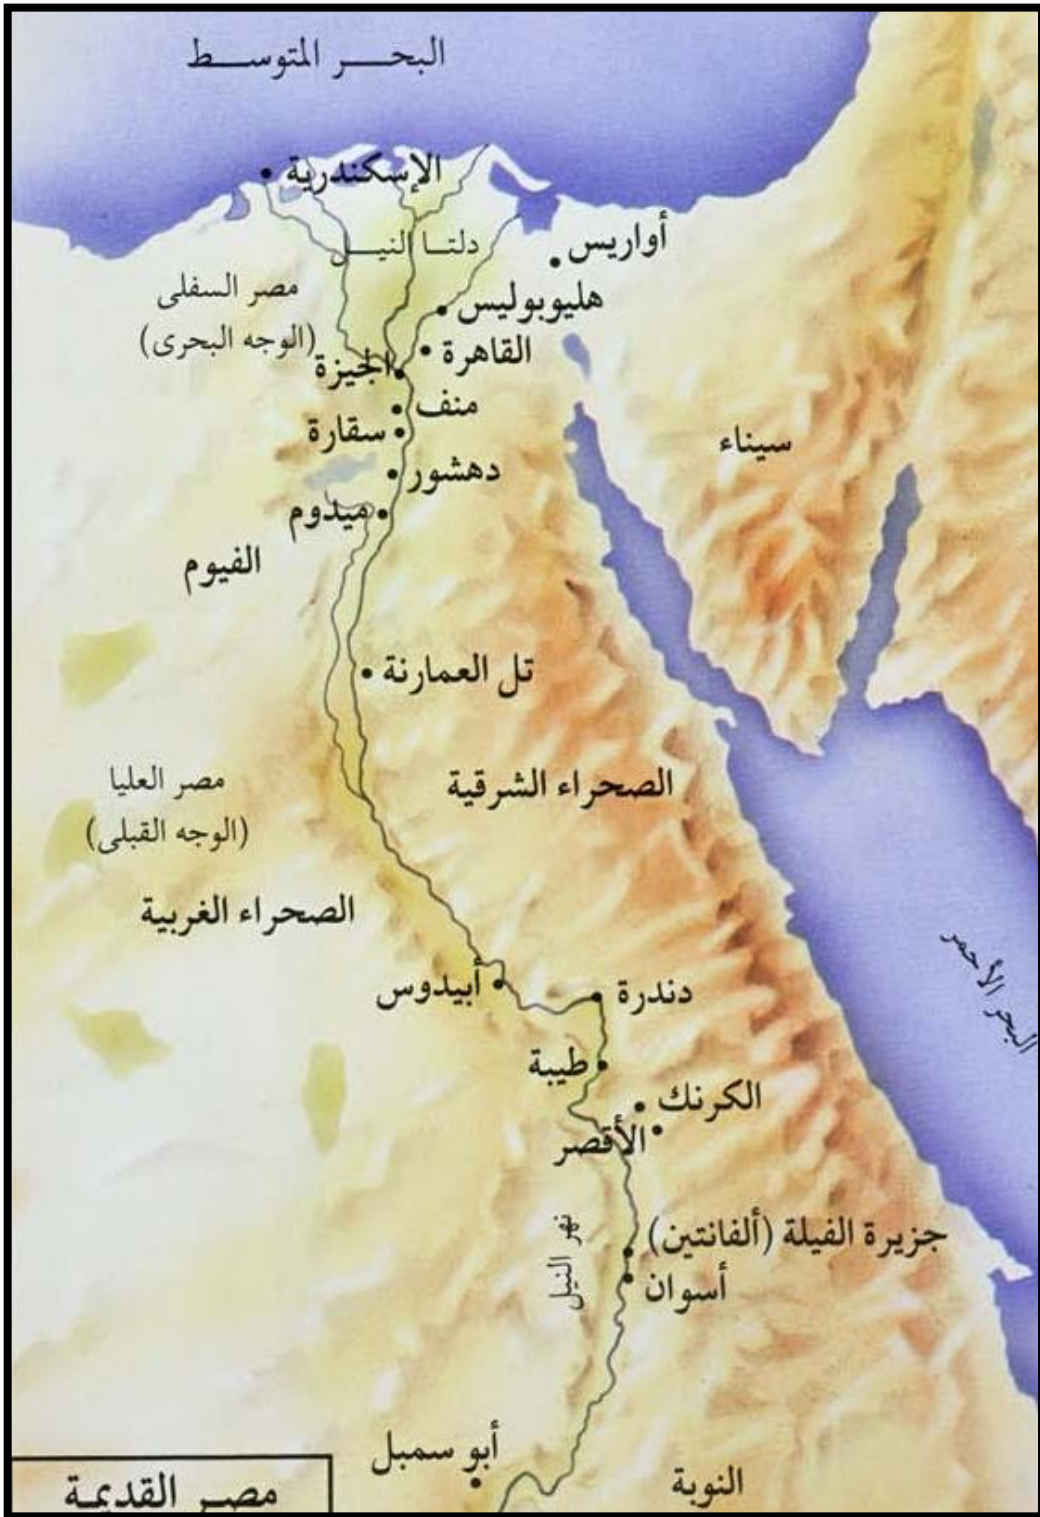 البحر المتوسط
الإسكندرية
دلتا النيل
أواريس
مصر السفلى
(الوجه البحرى)
هليوبوليس
القاهرة
الجيزة
منف
سقارة
دهشور
ميدوم
سيناء
الفيوم
تل العمارنة
مصر العليا
(الوجه القبلى)
الصحراء الشرقية
الصحراء الغربية
البحر الأحمر
أبيدوس
دندرة
طيبة
الكرنك
الأقصر
نهر النيل
جزيرة الفيلة (ألفانتين)
أسوان
أبو سمبل
النوبة
مصر القديمة